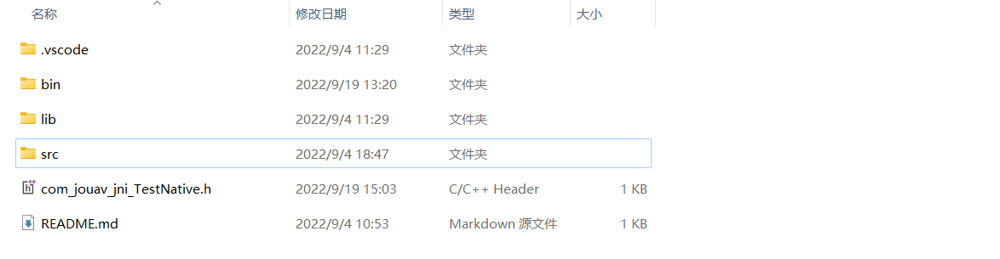 名称 修改日期 类型 大小
.vscode 2022/9/4 11:29 文件夹
bin 2022/9/19 13:20 文件夹
lib 2022/9/4 11:29 文件夹
src 2022/9/4 18:47 文件夹
com_jouav_jni_TestNative.h 2022/9/19 15:03 C/C++ Header 1 KB
README.md 2022/9/4 10:53 Markdown 源文件 1 KB